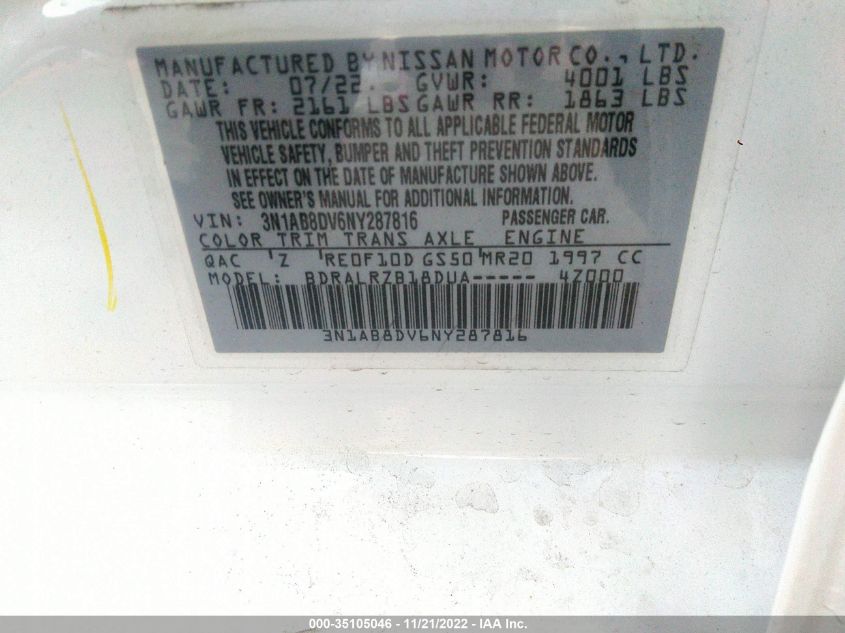 MANUFACTURED BY NISSAN MOTOR CO., LTD.
DATE: 07/22 GVWR: 4001 LBS
GAWR FR: 2161 LBS GAWR RR: 1863 LBS
THIS VEHICLE CONFORMS TO ALL APPLICABLE FEDERAL MOTOR
VEHICLE SAFETY, BUMPER AND THEFT PREVENTION STANDARDS
IN EFFECT ON THE DATE OF MANUFACTURE SHOWN ABOVE.
SEE OWNER'S MANUAL FOR ADDITIONAL INFORMATION.
VIN: 3N1AB8DV6NY287816 PASSENGER CAR.
COLOR TRIM TRANS AXLE ENGINE
QAC 'Z 'RE0F10D GS50 'MR20 1997 CC
MODEL: BDRALRZB18DUA----- 4Z000
3N1AB8DV6NY287816
000-35105046 - 11/21/2022 - IAA Inc.